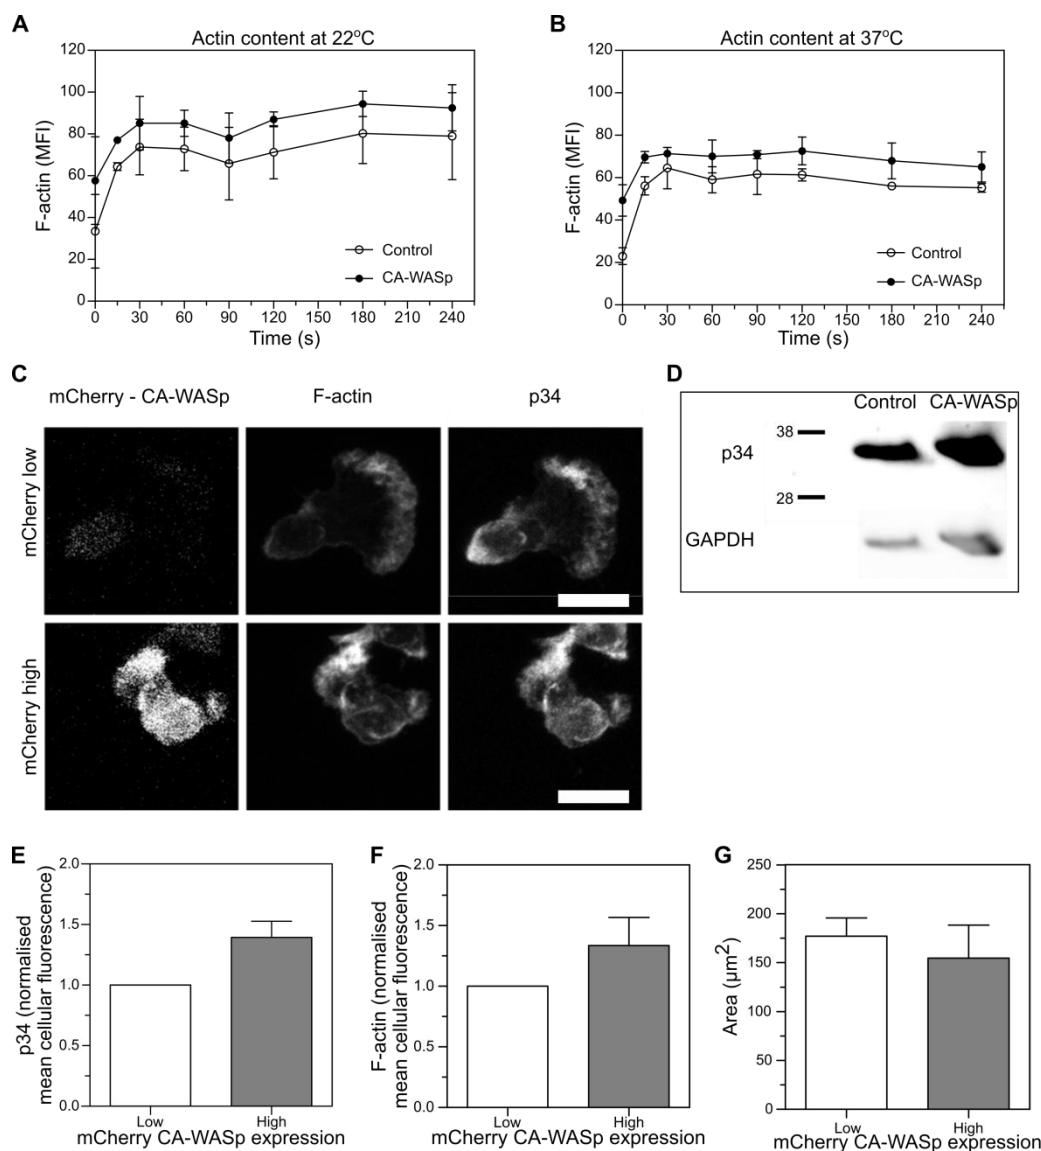 A
Actin content at 22°C
120
100
80
60
40
20
0
F-actin (MFI)
Control
CA-WASp
0 30 60 90 120 150 180 210 240
Time (s)
B
Actin content at 37°C
120
100
80
60
40
20
0
F-actin (MFI)
Control
CA-WASp
0 30 60 90 120 150 180 210 240
Time (s)
C
mCherry - CA-WASp F-actin p34
mCherry low
mCherry high
D
Control CA-WASp
38
p34
28
GAPDH
E
2.0
1.5
1.0
0.5
0.0
p34 (normalised
mean cellular fluorescence)
Low High
mCherry CA-WASp expression
F
2.0
1.5
1.0
0.5
0.0
F-actin (normalised
mean cellular fluorescence)
Low High
mCherry CA-WASp expression
G
250
200
150
100
50
0
Area (µm²)
Low High
mCherry CA-WASp expression